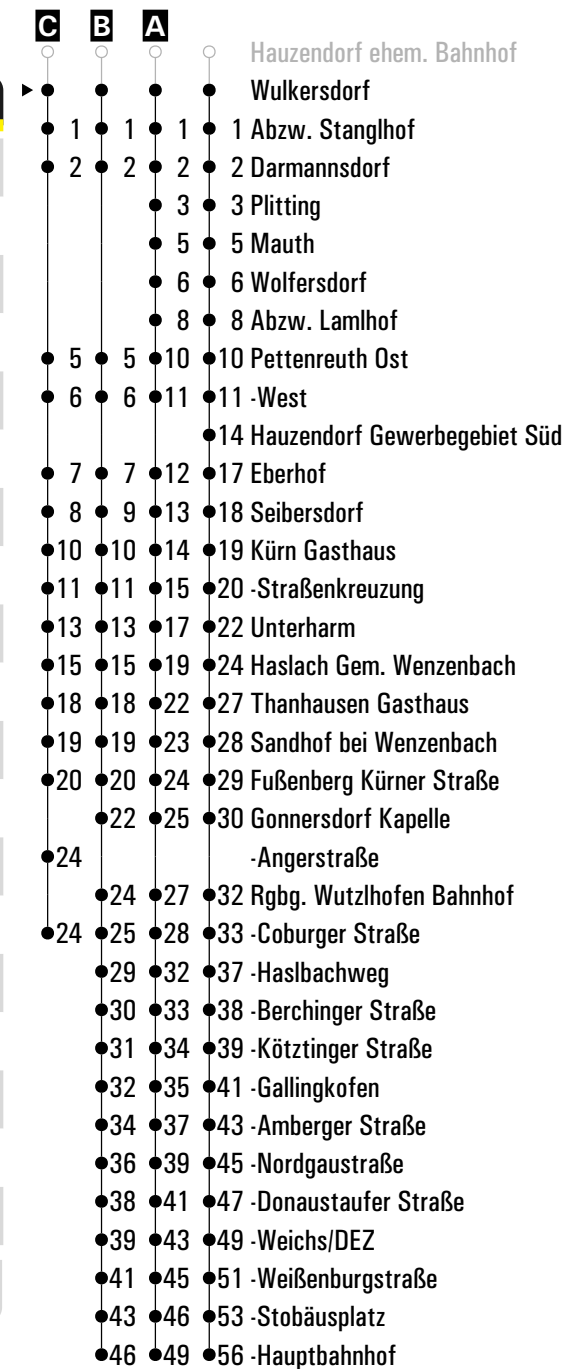 C B A
Hauzendorf ehem. Bahnhof
Wulkersdorf
1 1 1 1 Abzw. Stanglhof
2 2 2 2 Darmannsdorf
3 3 Plitting
5 5 Mauth
6 6 Wolfersdorf
8 8 Abzw. Lamlhof
5 5 10 10 Pettenreuth Ost
6 6 11 11 -West
14 Hauzendorf Gewerbegebiet Süd
7 7 12 17 Eberhof
8 9 13 18 Seibersdorf
10 10 14 19 Kürn Gasthaus
11 11 15 20 -Straßenkreuzung
13 13 17 22 Unterharm
15 15 19 24 Haslach Gem. Wenzenbach
18 18 22 27 Thanhausen Gasthaus
19 19 23 28 Sandhof bei Wenzenbach
20 20 24 29 Fußenberg Kürner Straße
22 25 30 Gonnersdorf Kapelle
24 -Angerstraße
24 27 32 Rgbg. Wutzlhofen Bahnhof
24 25 28 33 -Coburger Straße
29 32 37 -Haslbachweg
30 33 38 -Berchinger Straße
31 34 39 -Kötztinger Straße
32 35 41 -Gallingkofen
34 37 43 -Amberger Straße
36 39 45 -Nordgaustraße
38 41 47 -Donaustaufer Straße
39 43 49 -Weichs/DEZ
41 45 51 -Weißenburgstraße
43 46 53 -Stobäusplatz
46 49 56 -Hauptbahnhof